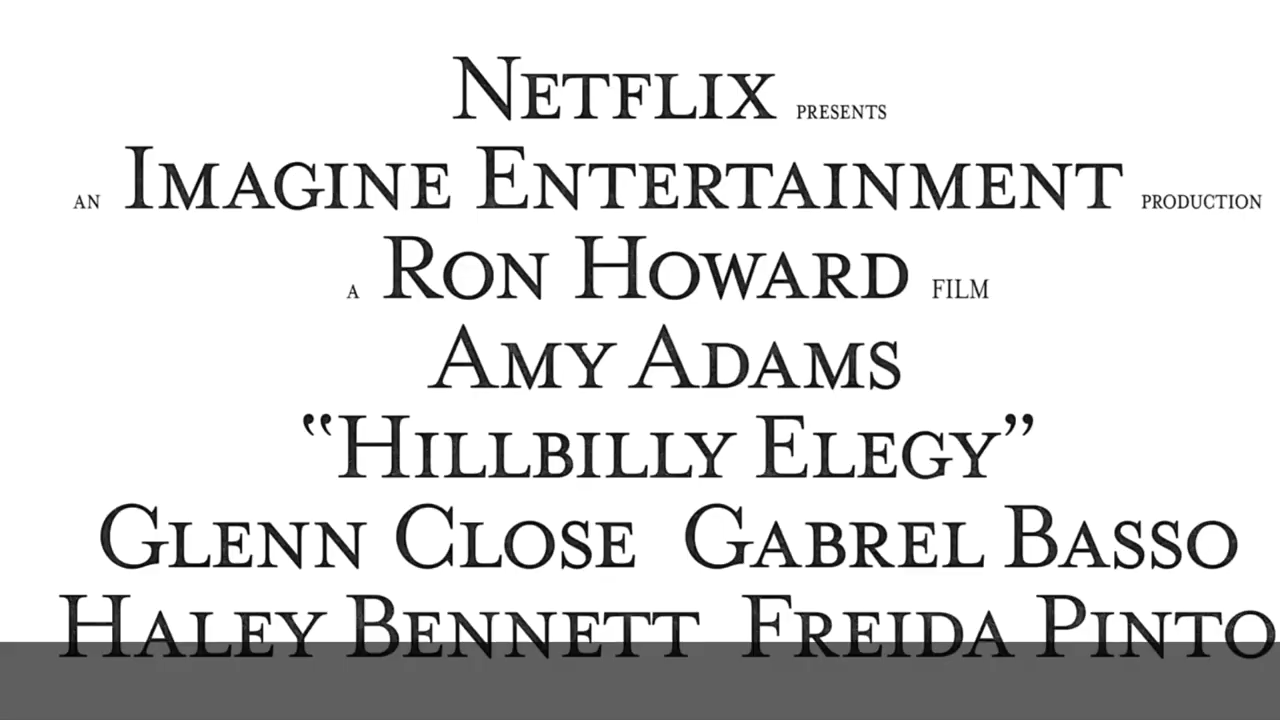 NETFLIX PRESENTS
AN IMAGINE ENTERTAINMENT PRODUCTION
A RON HOWARD FILM
AMY ADAMS
“HILLBILLY ELEGY”
GLENN CLOSE GABREL BASSO
HALEY BENNETT FREIDA PINTO